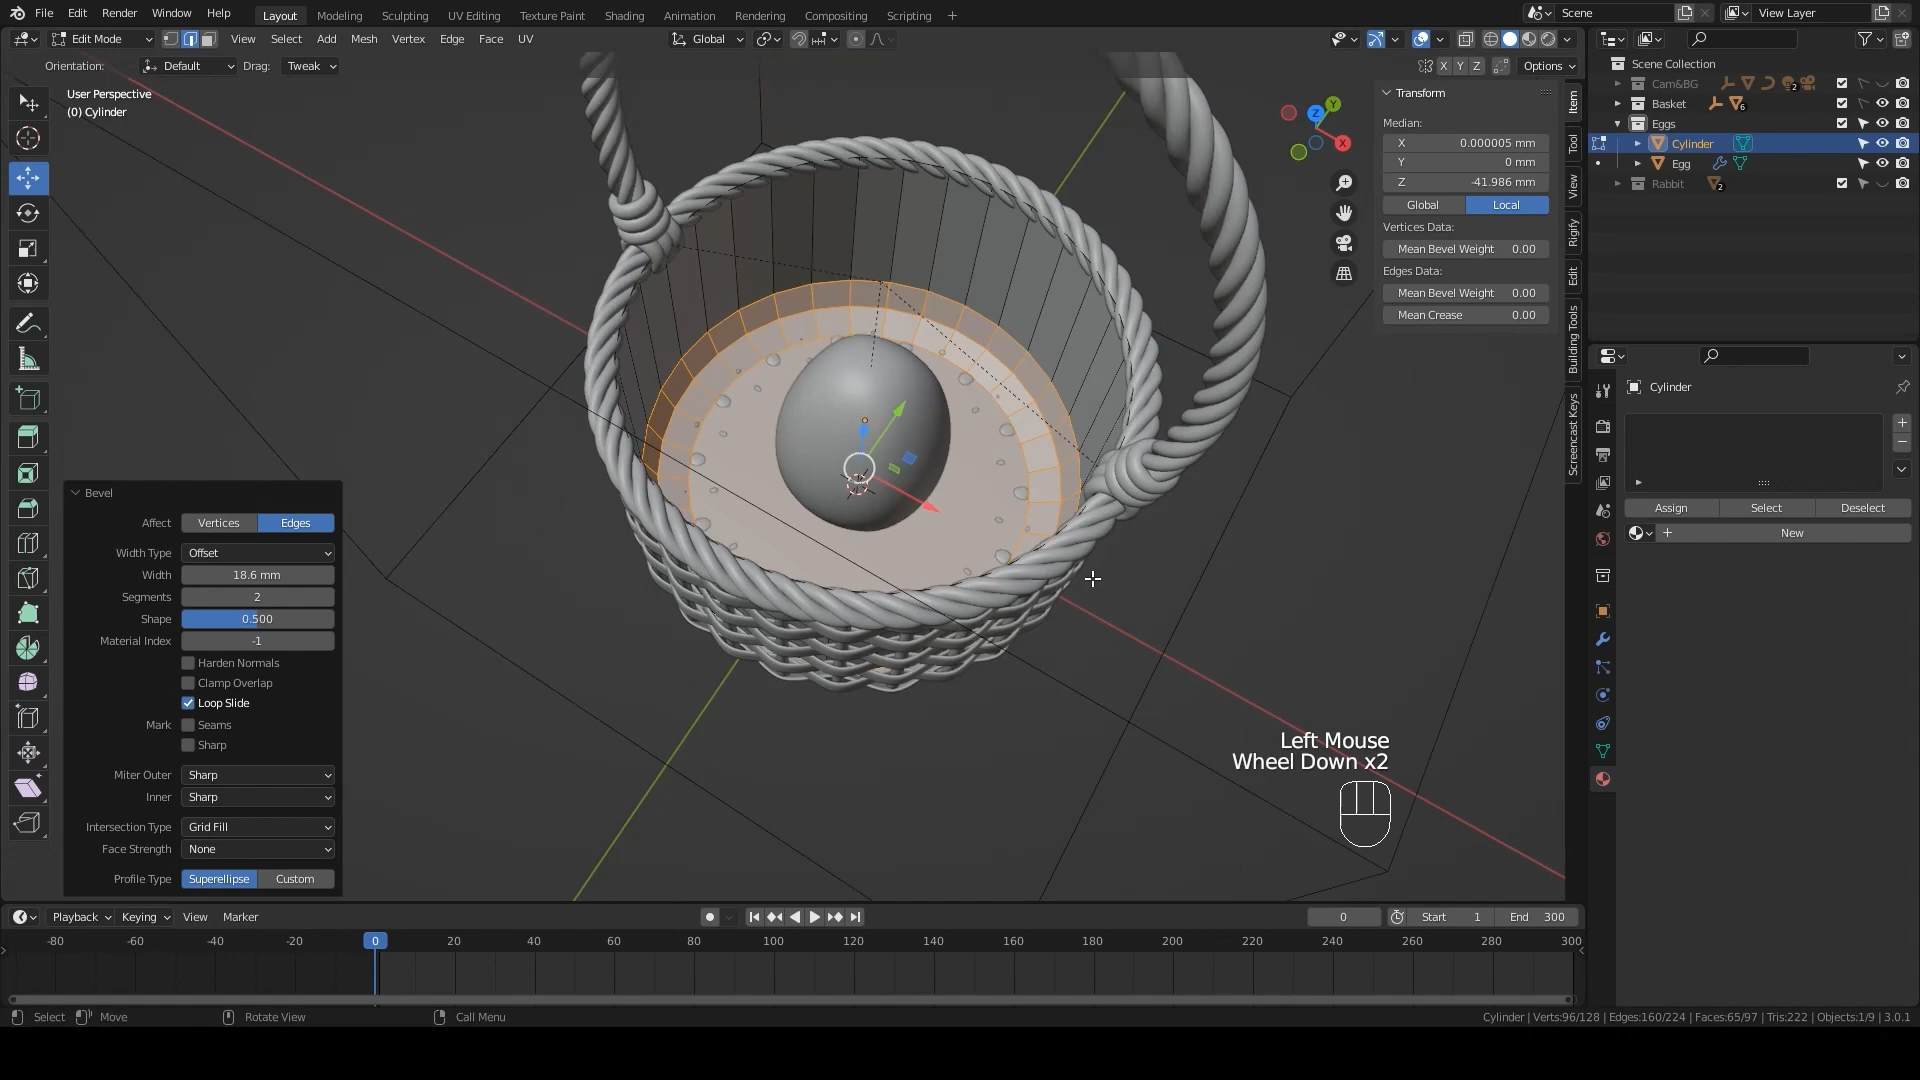 File Edit Render Window Help Layout Modeling Sculpting UV Editing Texture Paint Shading Animation Rendering Compositing Scripting + Scene View Layer
Edit Mode View Select Add Mesh Vertex Edge Face UV Global
Orientation: Default Drag: Tweak X Y Z Options
User Perspective
(0) Cylinder
Z Y X
Transform
Median:
X 0.000005 mm
Y 0 mm
Z -41.986 mm
Global Local
Vertices Data:
Mean Bevel Weight 0.00
Edges Data:
Mean Bevel Weight 0.00
Mean Crease 0.00
Item
Tool
View
Rigify
Edit
Building Tools
Screencast Keys
Scene Collection
Cam&BG 2
Basket 6
Eggs
Cylinder
Egg
Rabbit 2
Cylinder
Assign Select Deselect
New
Bevel
Affect Vertices Edges
Width Type Offset
Width 18.6 mm
Segments 2
Shape 0.500
Material Index -1
Harden Normals
Clamp Overlap
Loop Slide
Mark Seams
Sharp
Miter Outer Sharp
Inner Sharp
Intersection Type Grid Fill
Face Strength None
Profile Type Superellipse Custom
Left Mouse
Wheel Down x2
Playback Keying View Marker 0 Start 1 End 300
-80 -60 -40 -20 0 20 40 60 80 100 120 140 160 180 200 220 240 260 280 300
Select Move Rotate View Call Menu Cylinder | Verts:96/128 | Edges:160/224 | Faces:65/97 | Tris:222 | Objects:1/9 | 3.0.1